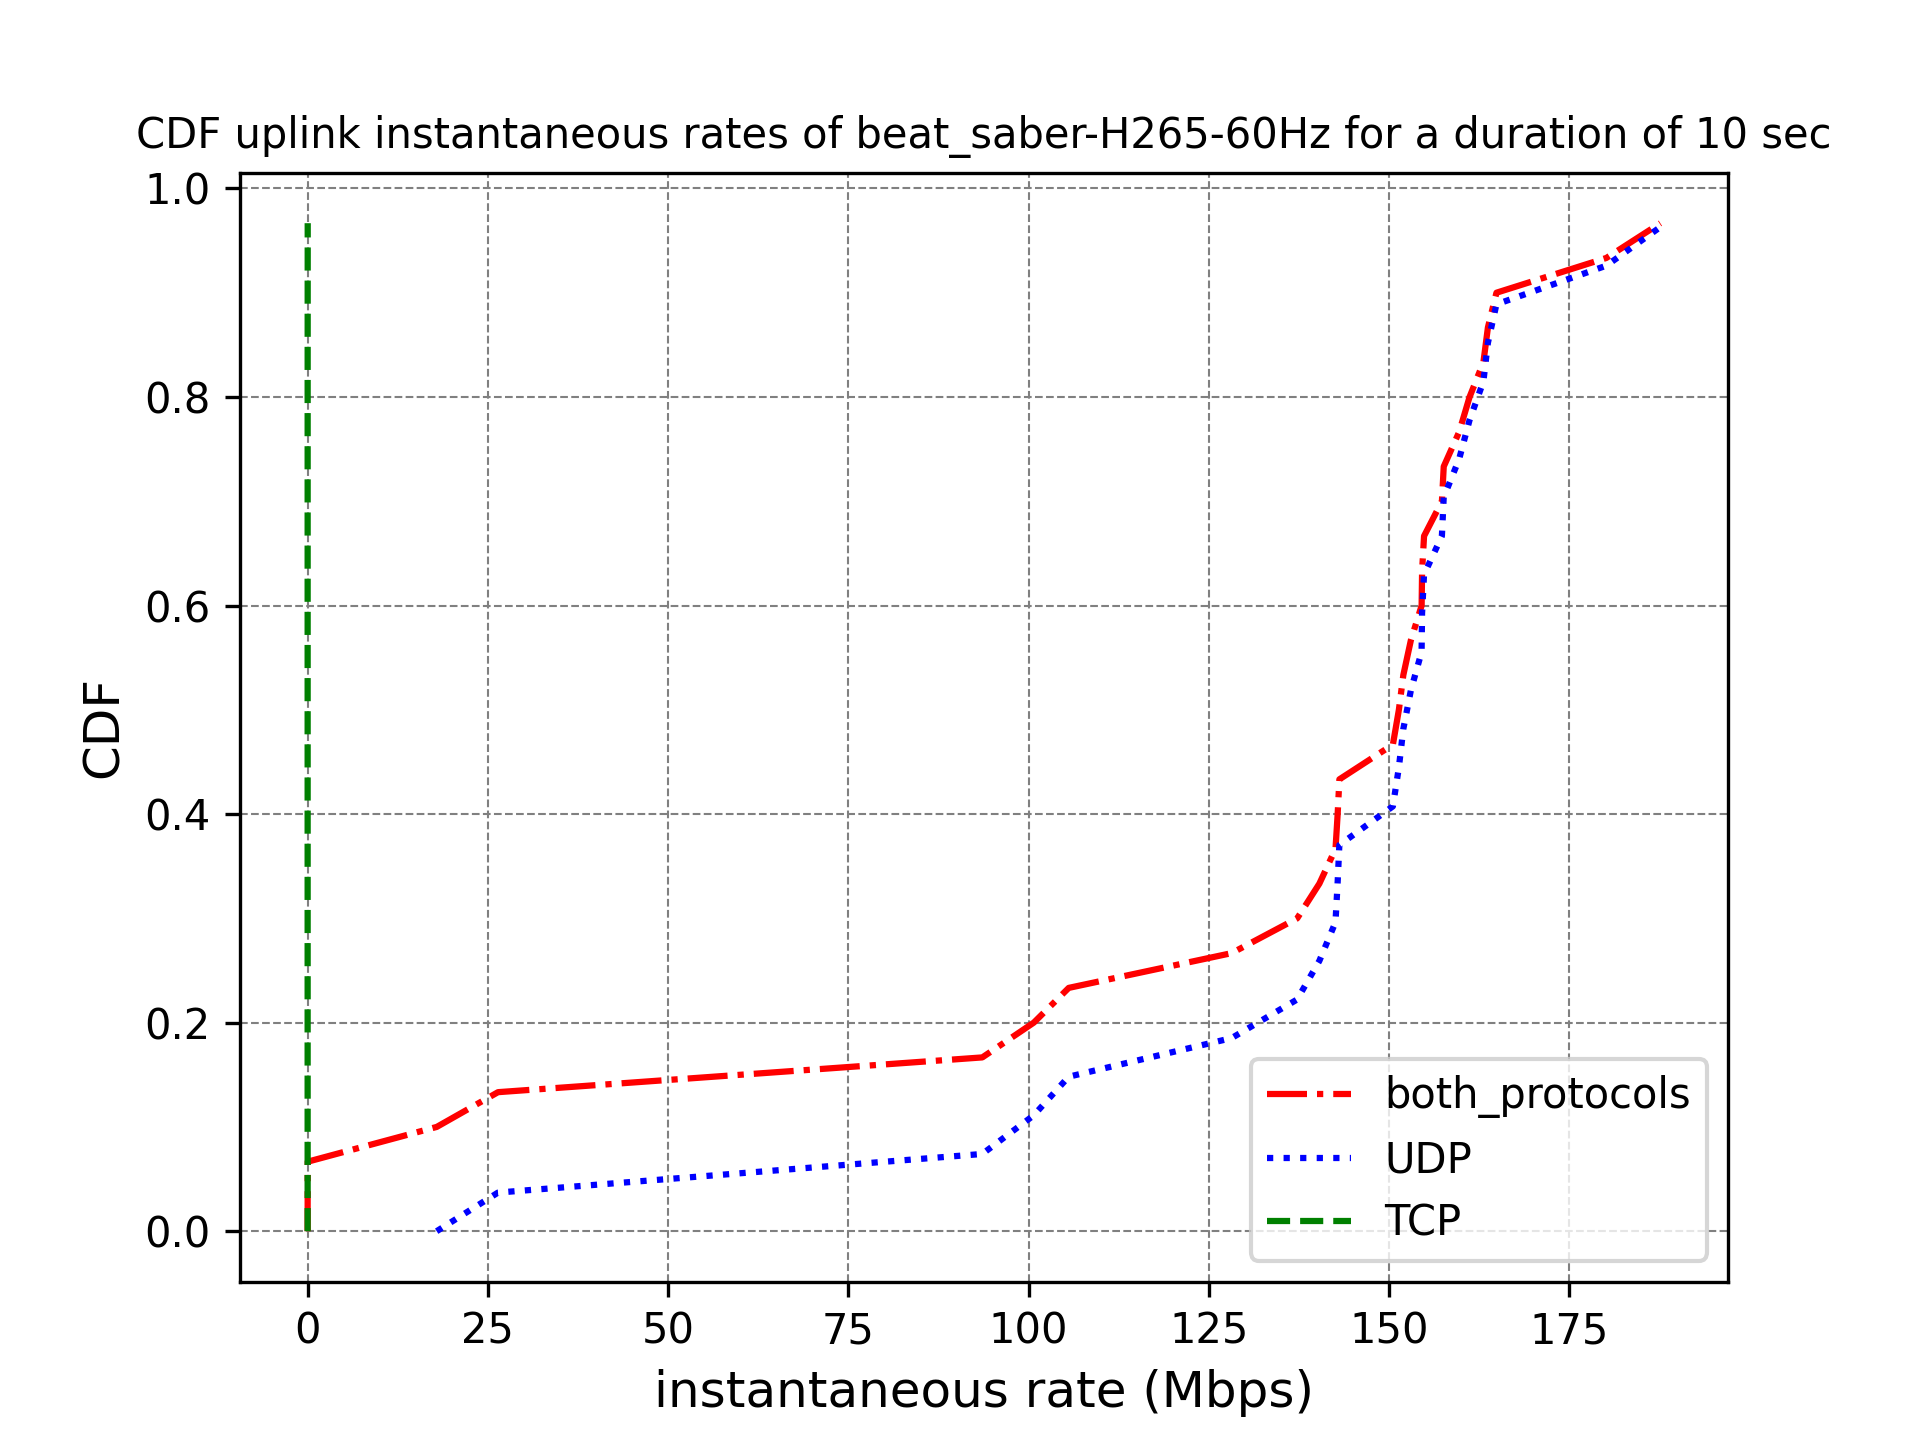 CDF uplink instantaneous rates of beat_saber-H265-60Hz for a duration of 10 sec
1.0
0.8
0.6
0.4
0.2
0.0
CDF
both_protocols
UDP
TCP
0 25 50 75 100 125 150 175
instantaneous rate (Mbps)